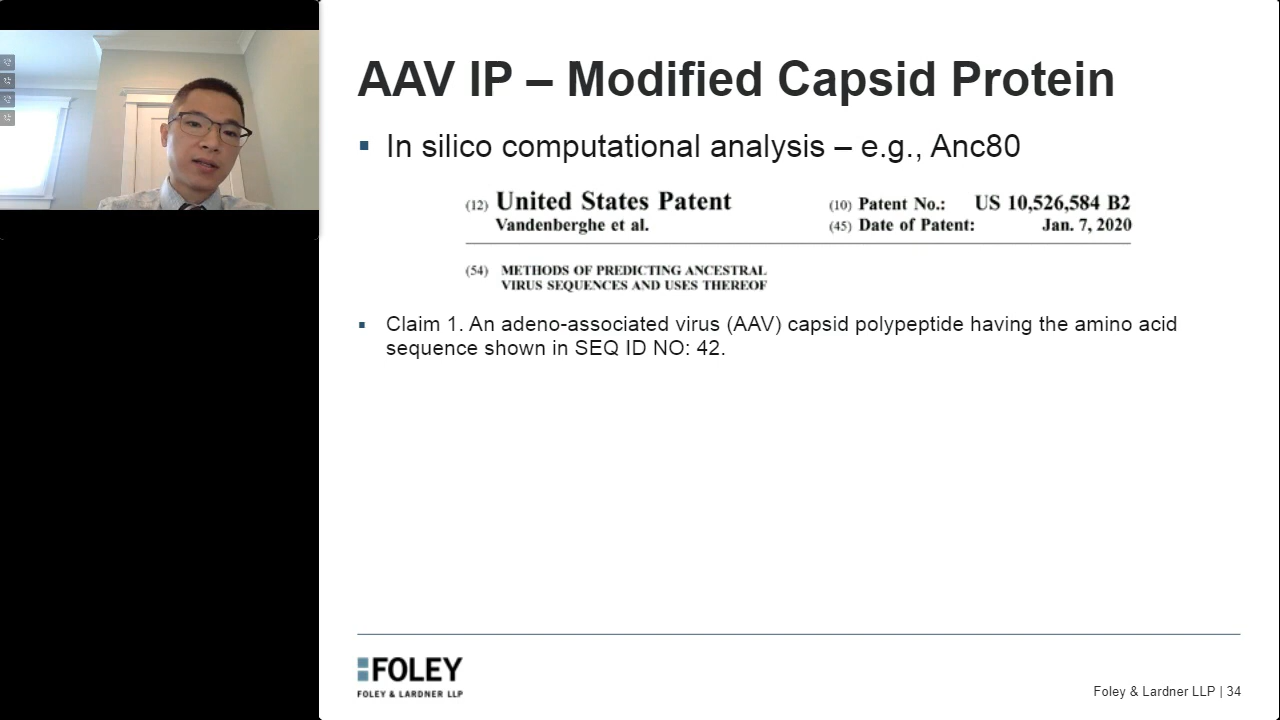 AAV IP – Modified Capsid Protein
In silico computational analysis – e.g., Anc80
(12) United States Patent
Vandenberghe et al.
(10) Patent No.: US 10,526,584 B2
(45) Date of Patent: Jan. 7, 2020
(54) METHODS OF PREDICTING ANCESTRAL
VIRUS SEQUENCES AND USES THEREOF
Claim 1. An adeno-associated virus (AAV) capsid polypeptide having the amino acid
sequence shown in SEQ ID NO: 42.
FOLEY
FOLEY & LARDNER LLP
Foley & Lardner LLP | 34